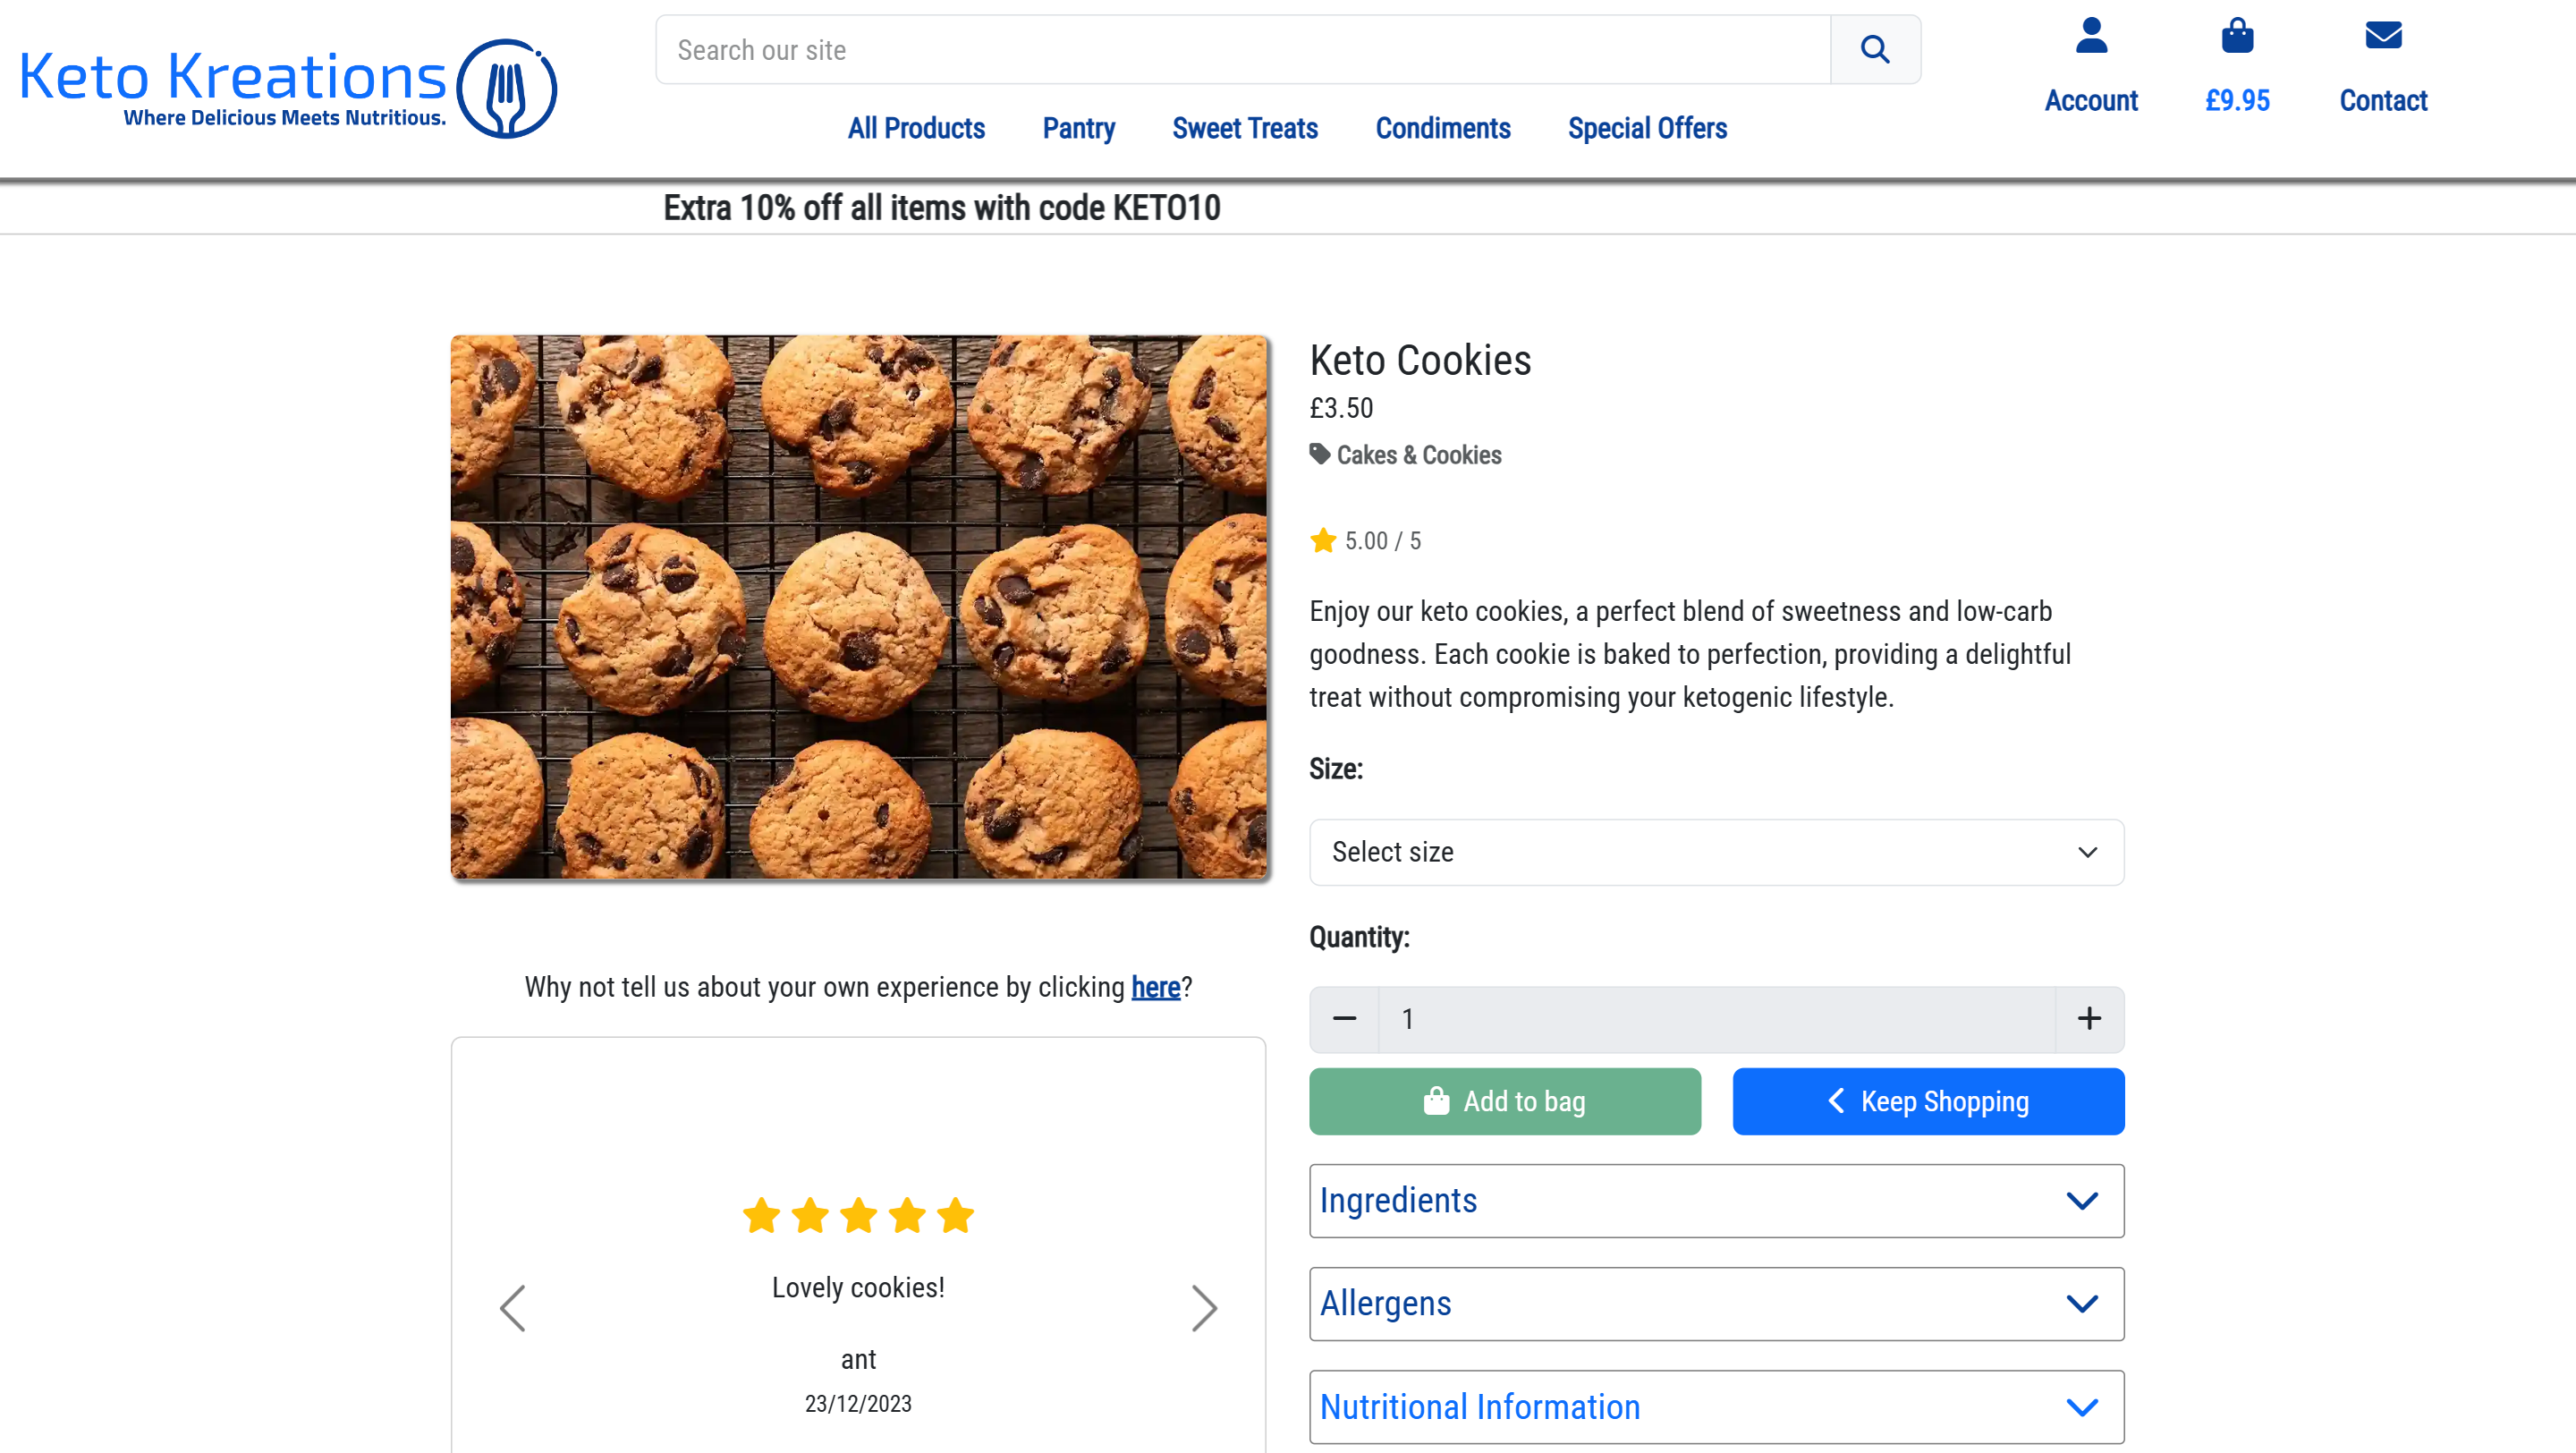 Keto Kreations
Where Delicious Meets Nutritious.
Search our site
All Products Pantry Sweet Treats Condiments Special Offers
Account £9.95 Contact
Extra 10% off all items with code KETO10
Keto Cookies
£3.50
Cakes & Cookies
5.00 / 5
Enjoy our keto cookies, a perfect blend of sweetness and low-carb
goodness. Each cookie is baked to perfection, providing a delightful
treat without compromising your ketogenic lifestyle.
Size:
Select size
Quantity:
1
Add to bag Keep Shopping
Ingredients
Allergens
Nutritional Information
Why not tell us about your own experience by clicking here?
Lovely cookies!
ant
23/12/2023